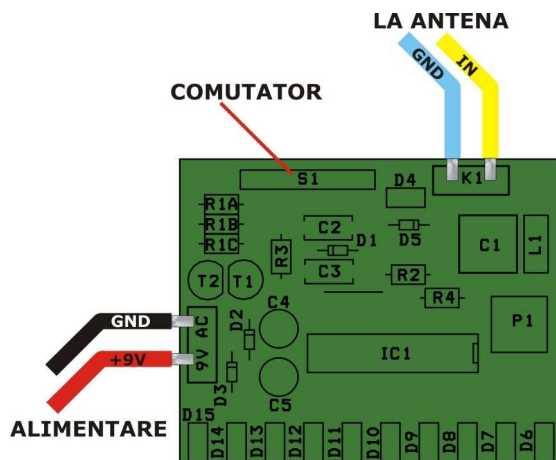 LA ANTENA
GND
IN
COMUTATOR
S1
D4
K1
R1A
R1B
R1C
C2
D1
D5
C1
L1
R3
C3
R2
T2
T1
R4
GND
9V AC
D2
C4
P1
+9V
IC1
D3
C5
ALIMENTARE
D15
D14
D13
D12
D11
D10
D9
D8
D7
D6